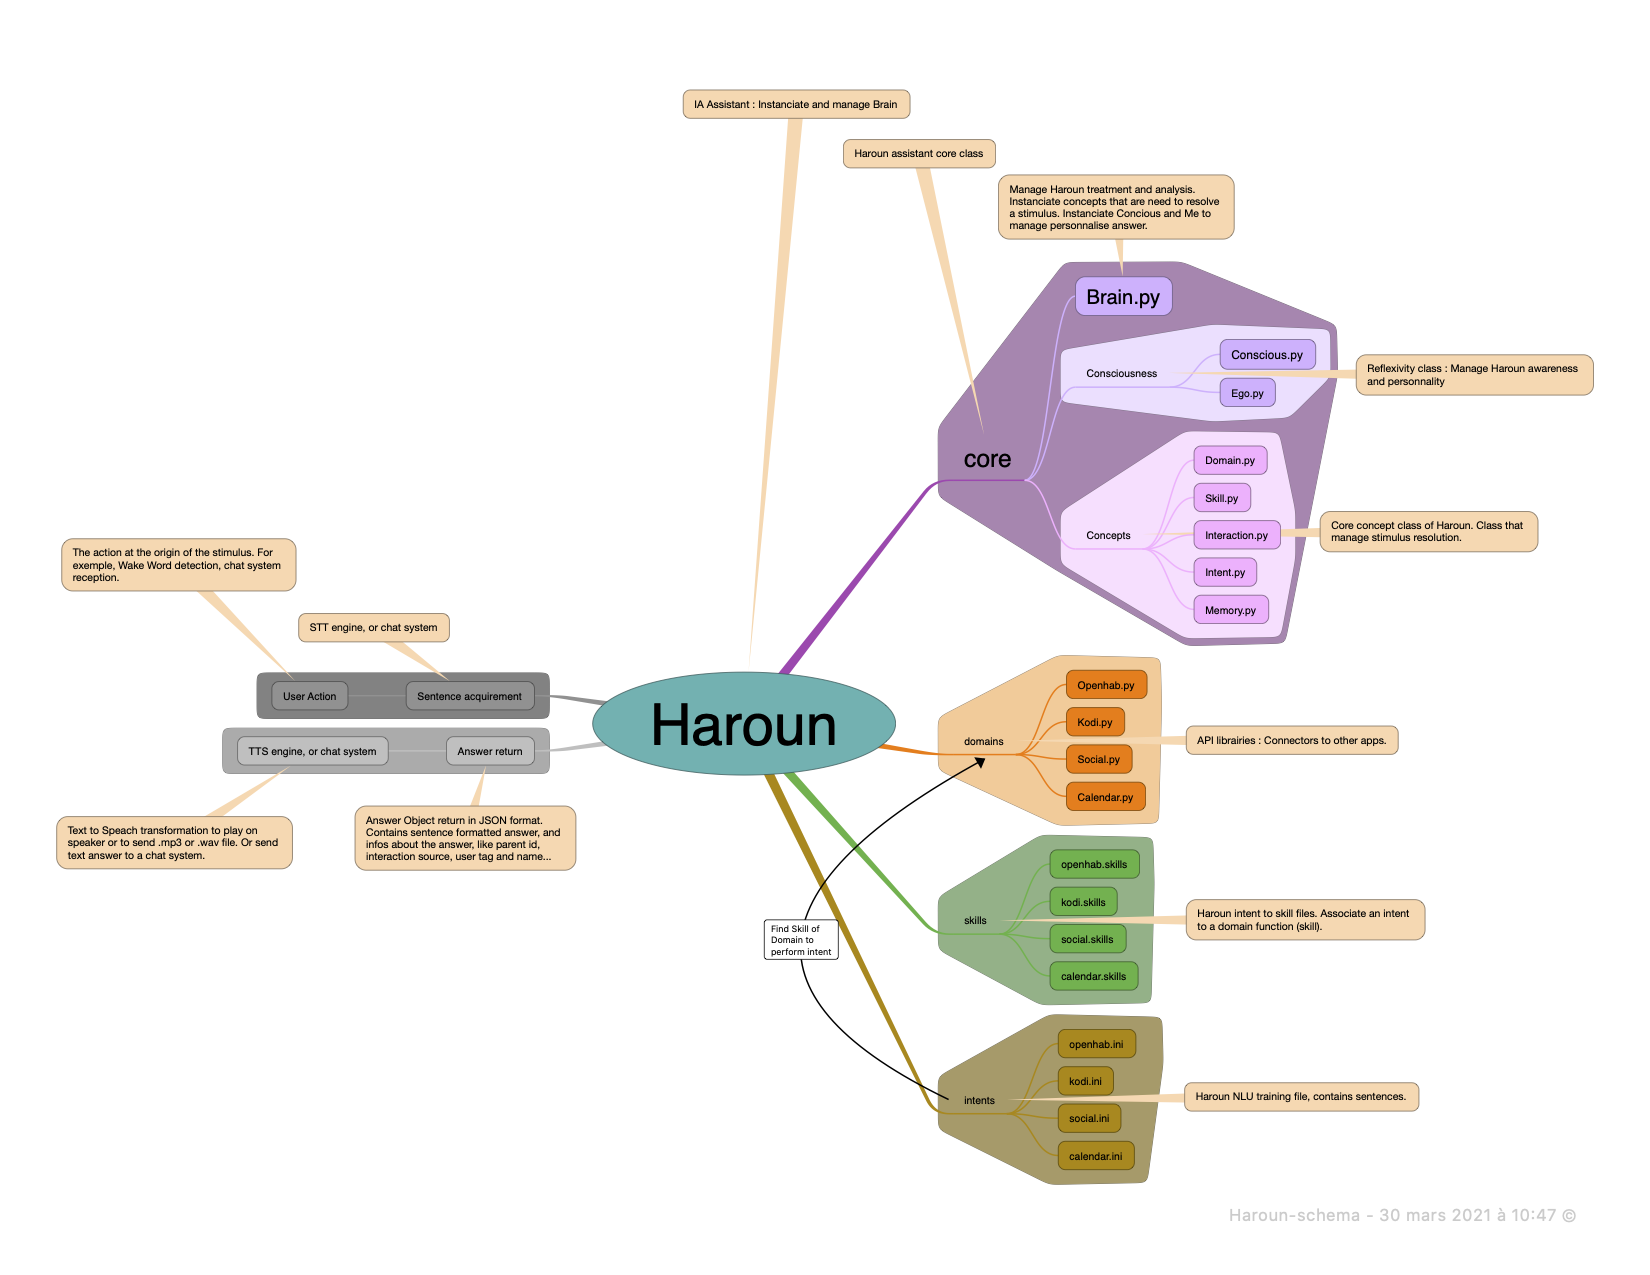 IA Assistant : Instanciate and manage Brain
Haroun assistant core class
Manage Haroun treatment and analysis.
Instanciate concepts that are need to resolve
a stimulus. Instanciate Concious and Me to
manage personnalise answer.
Brain.py
Consciousness
Conscious.py
Ego.py
Reflexivity class : Manage Haroun awareness
and personnality
core
Concepts
Domain.py
Skill.py
Interaction.py
Intent.py
Memory.py
Core concept class of Haroun. Class that
manage stimulus resolution.
The action at the origin of the stimulus. For
exemple, Wake Word detection, chat system
reception.
STT engine, or chat system
User Action
Sentence acquirement
TTS engine, or chat system
Answer return
Text to Speach transformation to play on
speaker or to send .mp3 or .wav file. Or send
text answer to a chat system.
Answer Object return in JSON format.
Contains sentence formatted answer, and
infos about the answer, like parent id,
interaction source, user tag and name...
Haroun
domains
Openhab.py
Kodi.py
Social.py
Calendar.py
API librairies : Connectors to other apps.
Find Skill of
Domain to
perform intent
skills
openhab.skills
kodi.skills
social.skills
calendar.skills
Haroun intent to skill files. Associate an intent
to a domain function (skill).
intents
openhab.ini
kodi.ini
social.ini
calendar.ini
Haroun NLU training file, contains sentences.
Haroun-schema - 30 mars 2021 à 10:47 ©